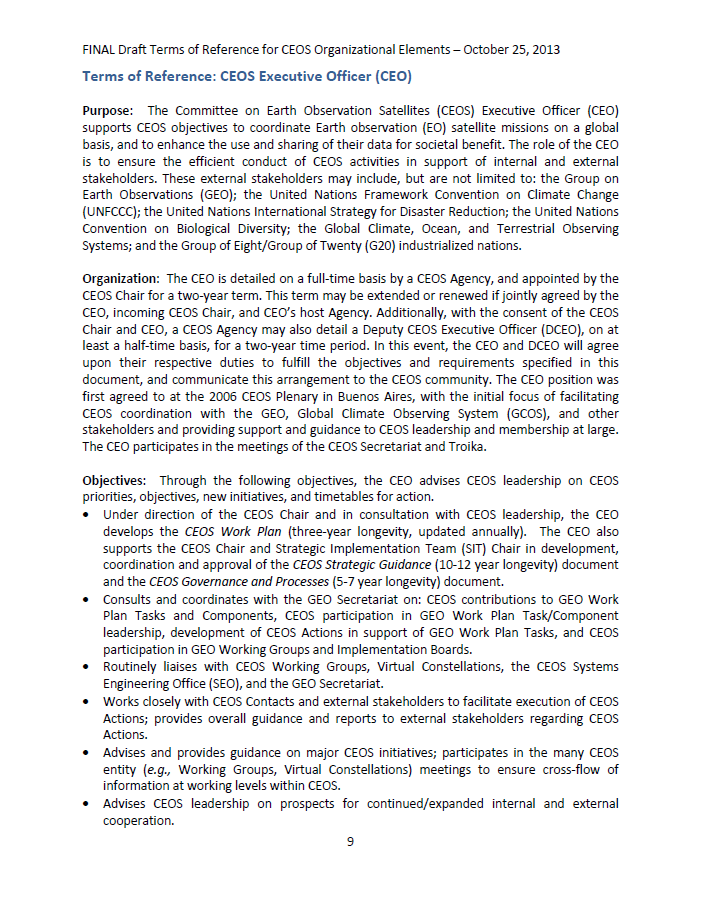 FINAL Draft Terms of Reference for CEOS Organizational Elements – October 25, 2013
Terms of Reference: CEOS Executive Officer (CEO)
Purpose: The Committee on Earth Observation Satellites (CEOS) Executive Officer (CEO)
supports CEOS objectives to coordinate Earth observation (EO) satellite missions on a global
basis, and to enhance the use and sharing of their data for societal benefit. The role of the CEO
is to ensure the efficient conduct of CEOS activities in support of internal and external
stakeholders. These external stakeholders may include, but are not limited to: the Group on
Earth Observations (GEO); the United Nations Framework Convention on Climate Change
(UNFCCC); the United Nations International Strategy for Disaster Reduction; the United Nations
Convention on Biological Diversity; the Global Climate, Ocean, and Terrestrial Observing
Systems; and the Group of Eight/Group of Twenty (G20) industrialized nations.
Organization: The CEO is detailed on a full-time basis by a CEOS Agency, and appointed by the
CEOS Chair for a two-year term. This term may be extended or renewed if jointly agreed by the
CEO, incoming CEOS Chair, and CEO's host Agency. Additionally, with the consent of the CEOS
Chair and CEO, a CEOS Agency may also detail a Deputy CEOS Executive Officer (DCEO), on at
least a half-time basis, for a two-year time period. In this event, the CEO and DCEO will agree
upon their respective duties to fulfill the objectives and requirements specified in this
document, and communicate this arrangement to the CEOS community. The CEO position was
first agreed to at the 2006 CEOS Plenary in Buenos Aires, with the initial focus of facilitating
CEOS coordination with the GEO, Global Climate Observing System (GCOS), and other
stakeholders and providing support and guidance to CEOS leadership and membership at large.
The CEO participates in the meetings of the CEOS Secretariat and Troika.
Objectives: Through the following objectives, the CEO advises CEOS leadership on CEOS
priorities, objectives, new initiatives, and timetables for action.
• Under direction of the CEOS Chair and in consultation with CEOS leadership, the CEO
develops the CEOS Work Plan (three-year longevity, updated annually). The CEO also
supports the CEOS Chair and Strategic Implementation Team (SIT) Chair in development,
coordination and approval of the CEOS Strategic Guidance (10-12 year longevity) document
and the CEOS Governance and Processes (5-7 year longevity) document.
• Consults and coordinates with the GEO Secretariat on: CEOS contributions to GEO Work
Plan Tasks and Components, CEOS participation in GEO Work Plan Task/Component
leadership, development of CEOS Actions in support of GEO Work Plan Tasks, and CEOS
participation in GEO Working Groups and Implementation Boards.
• Routinely liaises with CEOS Working Groups, Virtual Constellations, the CEOS Systems
Engineering Office (SEO), and the GEO Secretariat.
• Works closely with CEOS Contacts and external stakeholders to facilitate execution of CEOS
Actions; provides overall guidance and reports to external stakeholders regarding CEOS
Actions.
• Advises and provides guidance on major CEOS initiatives; participates in the many CEOS
entity (e.g., Working Groups, Virtual Constellations) meetings to ensure cross-flow of
information at working levels within CEOS.
• Advises CEOS leadership on prospects for continued/expanded internal and external
cooperation.
9